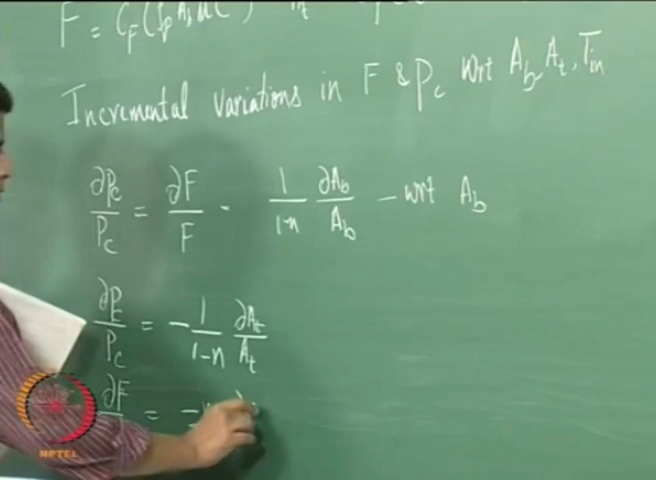 F = C_F (ρ_p A_b a C
Incremental variations in F & P_c wrt A_b, A_t, T_in
∂P_c/P_c = ∂F/F = 1/1-n ∂A_b/A_b - wrt A_b
∂P_c/P_c = - 1/1-n ∂A_t/A_t
∂F = -n ∂
NPTEL